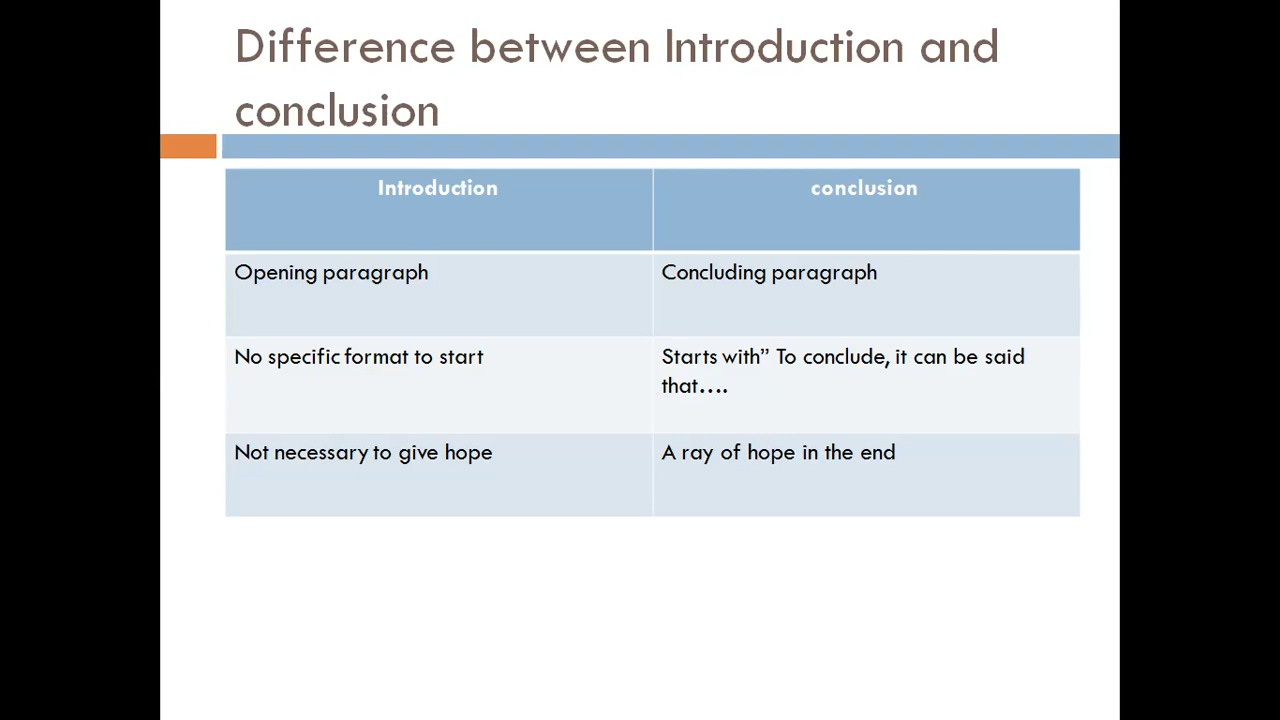 Difference between Introduction and
conclusion
Introduction
conclusion
Opening paragraph
Concluding paragraph
No specific format to start
Starts with” To conclude, it can be said
that….
Not necessary to give hope
A ray of hope in the end